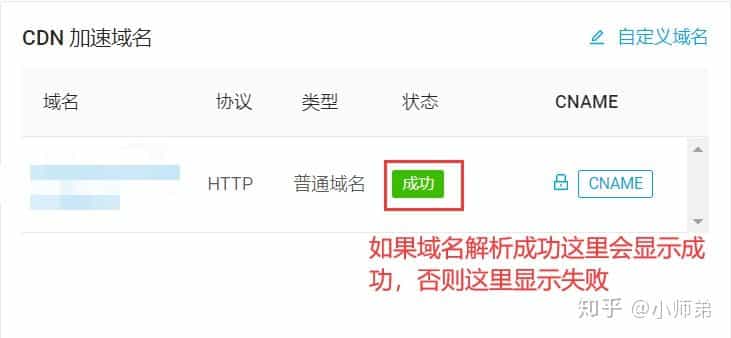 CDN 加速域名
自定义域名
域名 协议 类型 状态 CNAME
HTTP 普通域名 成功 CNAME
如果域名解析成功这里会显示成
功，否则这里显示失败
知乎 @小师弟